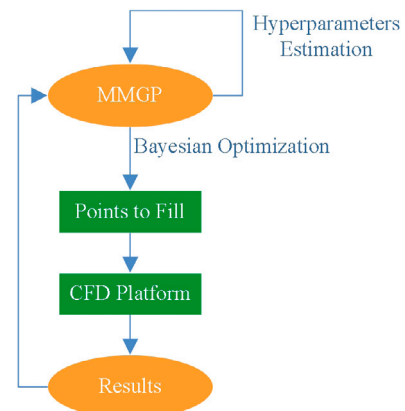 Hyperparameters
Estimation
MMGP
Bayesian Optimization
Points to Fill
CFD Platform
Results